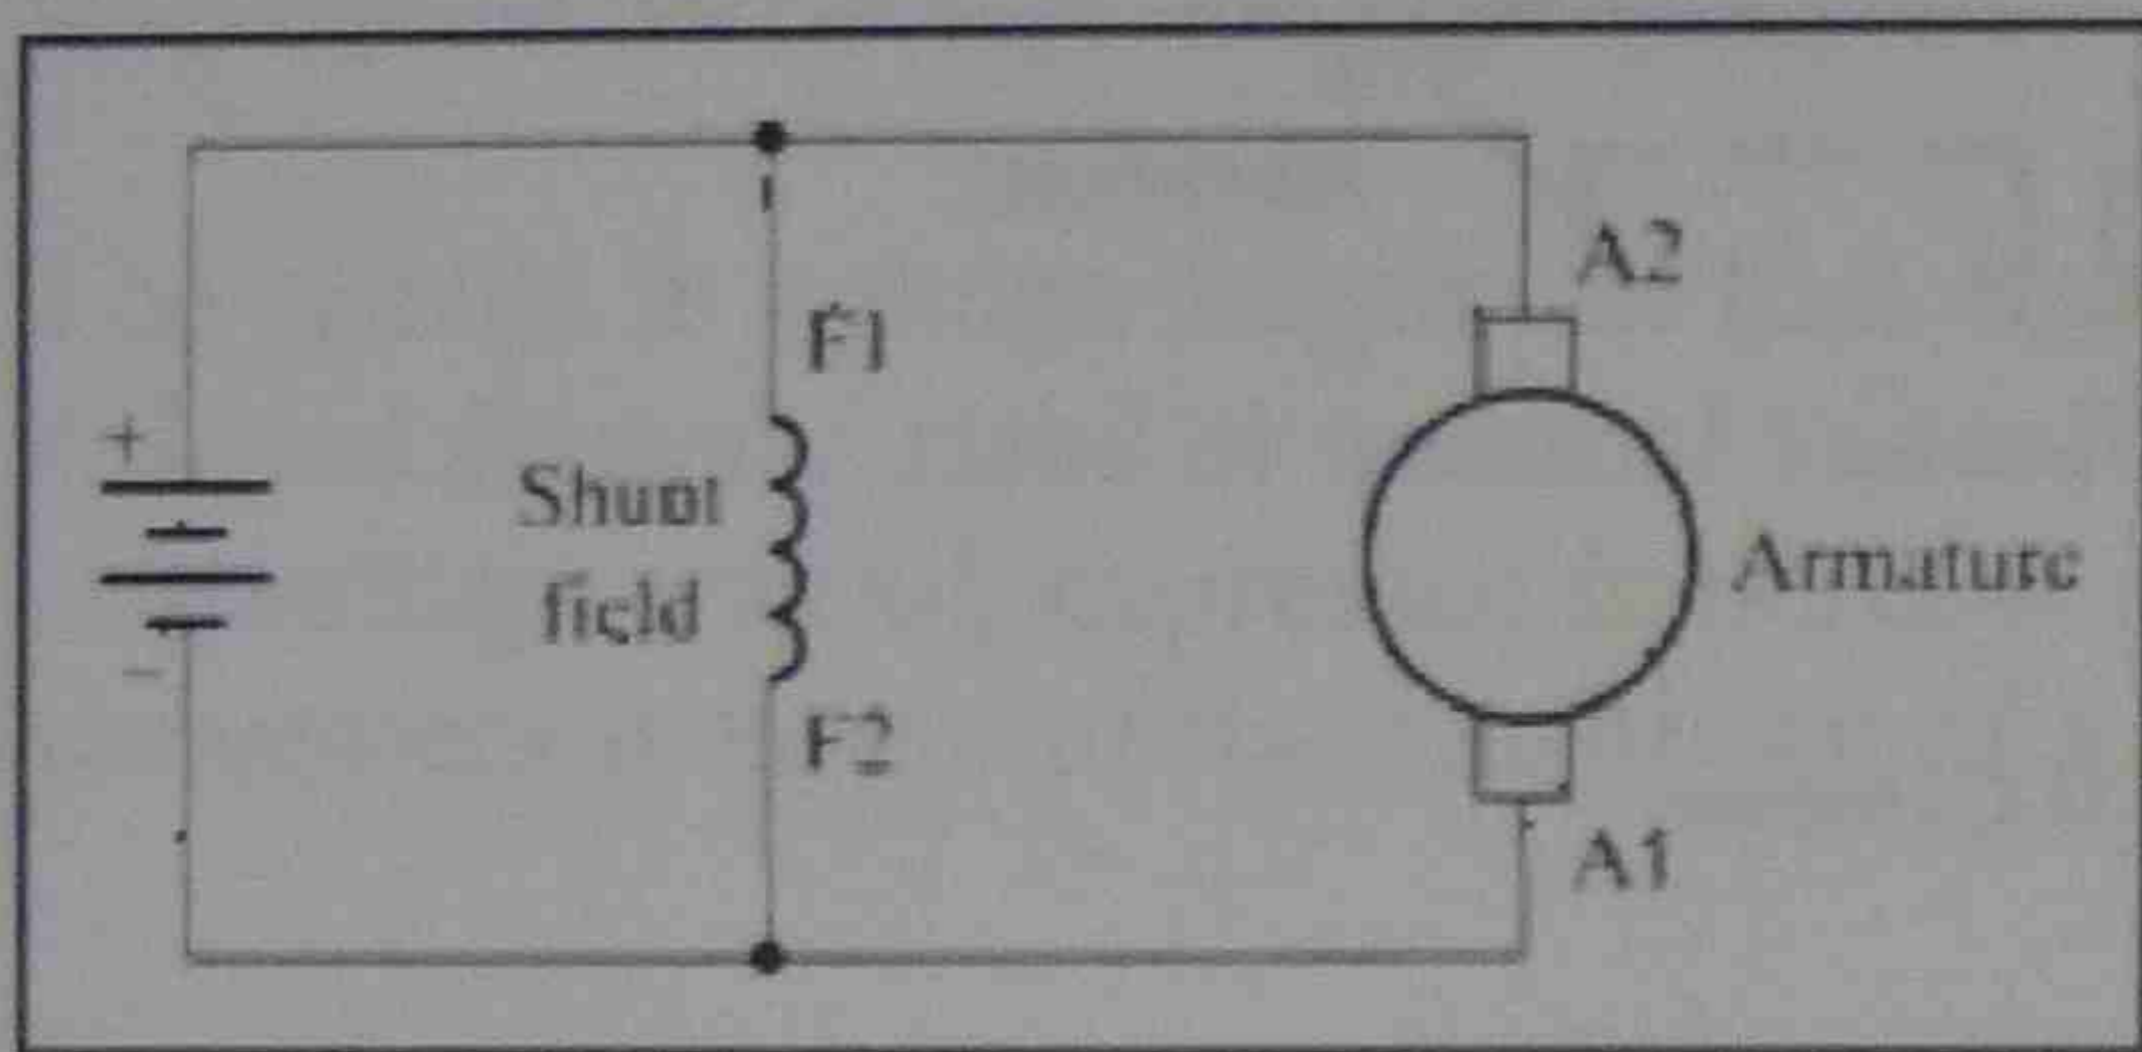 A2
F1
+
Shunt
field
Armature
F2
−
A1